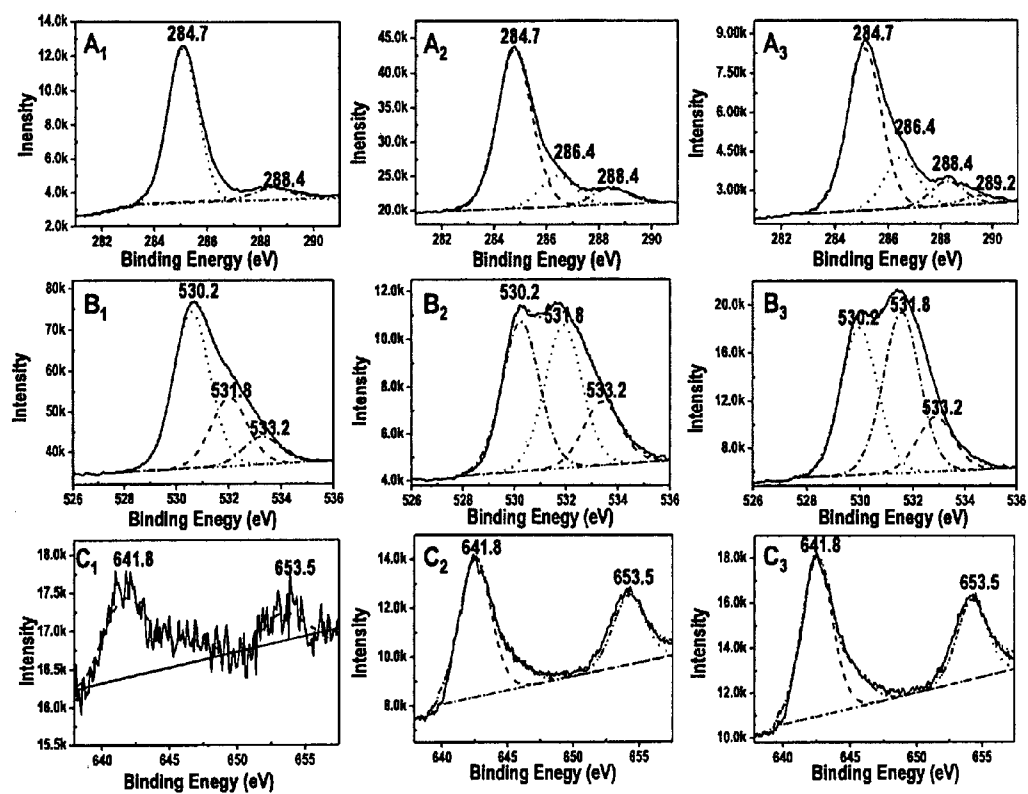 A1
284.7
288.4
14.0k
12.0k
10.0k
8.0k
6.0k
4.0k
2.0k
Inensity
282 284 286 288 290
Binding Energy (eV)
A2
284.7
286.4
288.4
45.0k
40.0k
35.0k
30.0k
25.0k
20.0k
Inensity
282 284 286 288 290
Binding Enegy (eV)
A3
284.7
286.4
288.4
289.2
9.00k
7.50k
6.00k
4.50k
3.00k
Intensity
282 284 286 288 290
Binding Enegy (eV)
B1
530.2
531.8
533.2
80k
70k
60k
50k
40k
Intensity
526 528 530 532 534 536
Binding Enegy (eV)
B2
530.2
531.8
533.2
12.0k
10.0k
8.0k
6.0k
4.0k
Intensity
526 528 530 532 534 536
Binding Enegy (eV)
B3
530.2
531.8
533.2
20.0k
16.0k
12.0k
8.0k
Intensity
526 528 530 532 534 536
Binding Enegy (eV)
C1
641.8
653.5
18.0k
17.5k
17.0k
16.5k
16.0k
15.5k
Intensity
640 645 650 655
Binding Enegy (eV)
C2
641.8
653.5
14.0k
12.0k
10.0k
8.0k
Intensity
640 645 650 655
Binding Enegy (eV)
C3
641.8
653.5
18.0k
16.0k
14.0k
12.0k
10.0k
Intensity
640 645 650 655
Binding Enegy (eV)